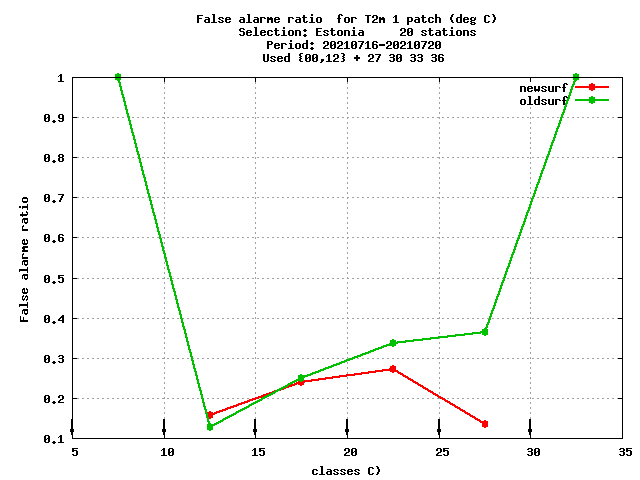 False alarme ratio  for T2m 1 patch (deg C)
Selection: Estonia     20 stations
Period: 20210716-20210720
Used {00,12} + 27 30 33 36
newsurf
oldsurf
1
0,9
0,8
0,7
0,6
0,5
0,4
0,3
0,2
0,1
False alarme ratio
5 10 15 20 25 30 35
classes C)